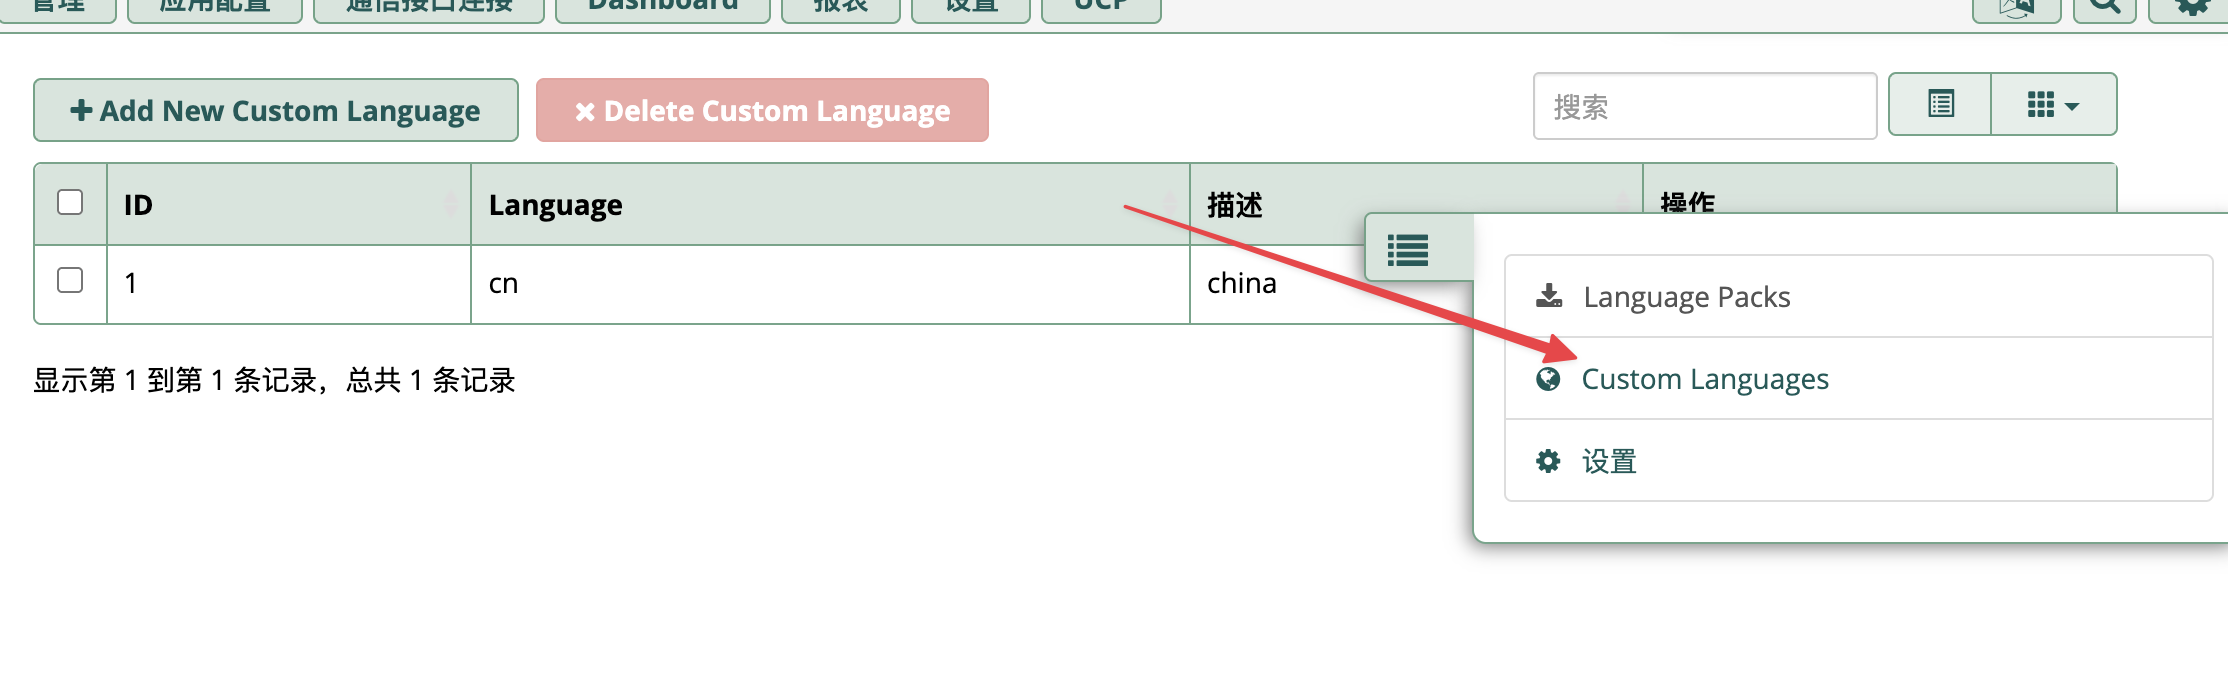 管理 应用配置 通信接口连接 Dashboard 报表 设置 UCP
Add New Custom Language Delete Custom Language 搜索
ID Language 描述 操作
1 cn china
Language Packs
Custom Languages
设置
显示第 1 到第 1 条记录，总共 1 条记录